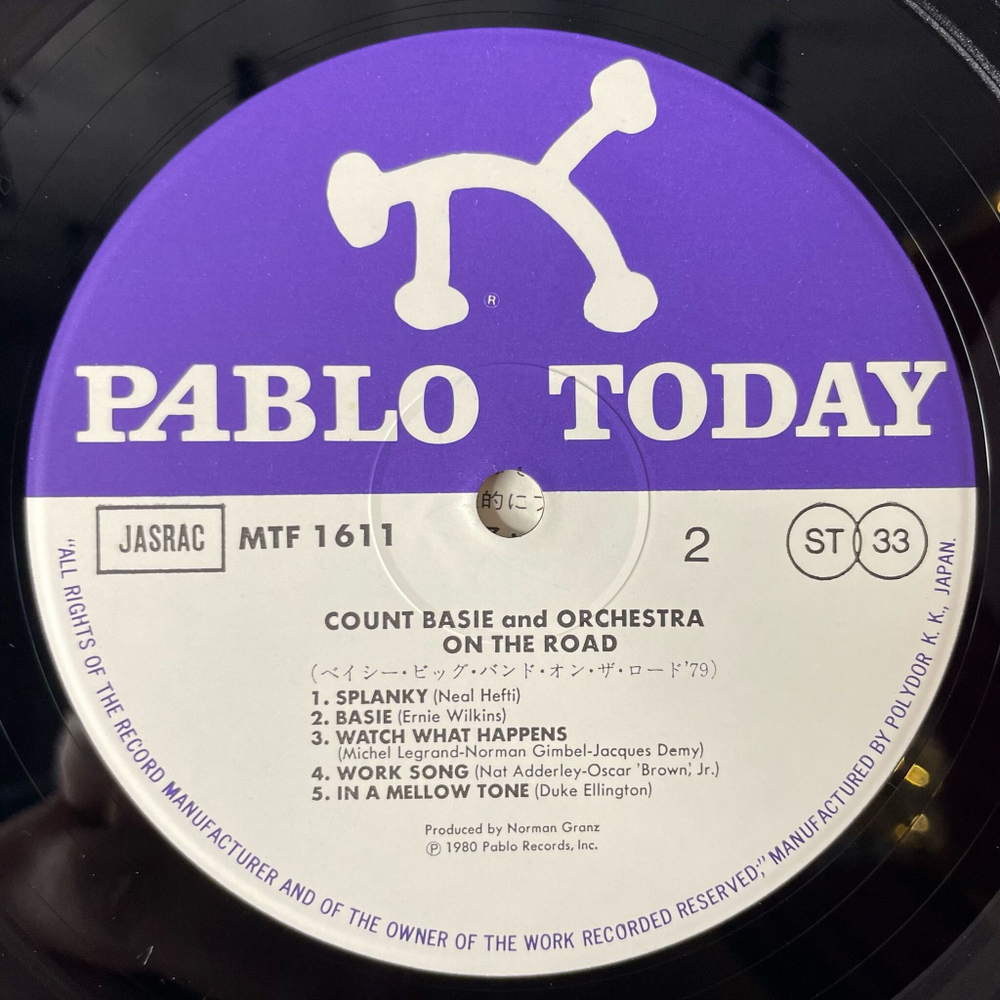 ®
PABLO TODAY
的に
JASRAC MTF 1611 2 ST 33
COUNT BASIE and ORCHESTRA
ON THE ROAD
(ベイシー・ビッグ・バンド・オン・ザ・ロード'79)
1. SPLANKY (Neal Hefti)
2. BASIE (Ernie Wilkins)
3. WATCH WHAT HAPPENS
(Michel Legrand-Norman Gimbel-Jacques Demy)
4. WORK SONG (Nat Adderley-Oscar 'Brown', Jr.)
5. IN A MELLOW TONE (Duke Ellington)
Produced by Norman Granz
℗ 1980 Pablo Records, Inc.
"ALL RIGHTS OF THE RECORD MANUFACTURER AND OF THE OWNER OF THE WORK RECORDED RESERVED;" MANUFACTURED BY POLYDOR K. K., JAPAN.